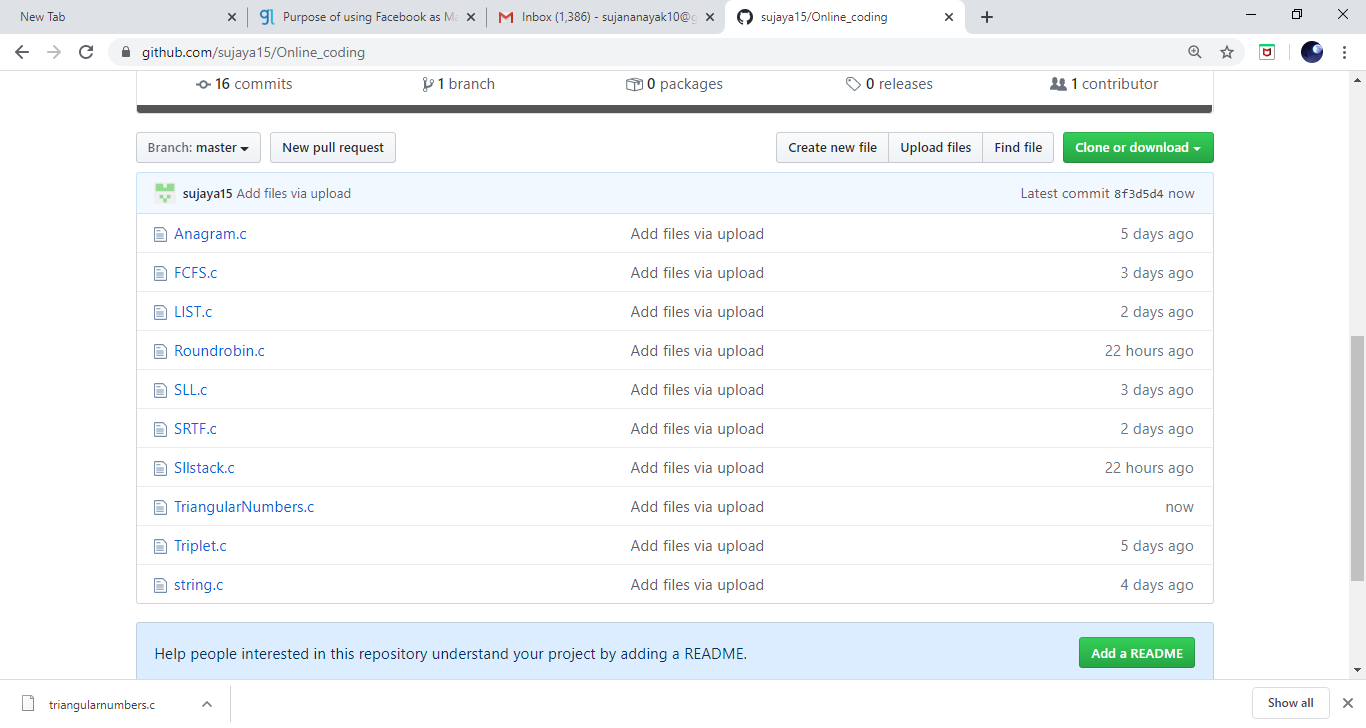 New Tab
Purpose of using Facebook as Ma
Inbox (1,386) - sujananayak10@g
sujaya15/Online_coding
github.com/sujaya15/Online_coding
16 commits 1 branch 0 packages 0 releases 1 contributor
Branch: master New pull request Create new file Upload files Find file Clone or download
sujaya15 Add files via upload Latest commit 8f3d5d4 now
Anagram.c Add files via upload 5 days ago
FCFS.c Add files via upload 3 days ago
LIST.c Add files via upload 2 days ago
Roundrobin.c Add files via upload 22 hours ago
SLL.c Add files via upload 3 days ago
SRTF.c Add files via upload 2 days ago
Sllstack.c Add files via upload 22 hours ago
TriangularNumbers.c Add files via upload now
Triplet.c Add files via upload 5 days ago
string.c Add files via upload 4 days ago
Help people interested in this repository understand your project by adding a README. Add a README
triangularnumbers.c Show all